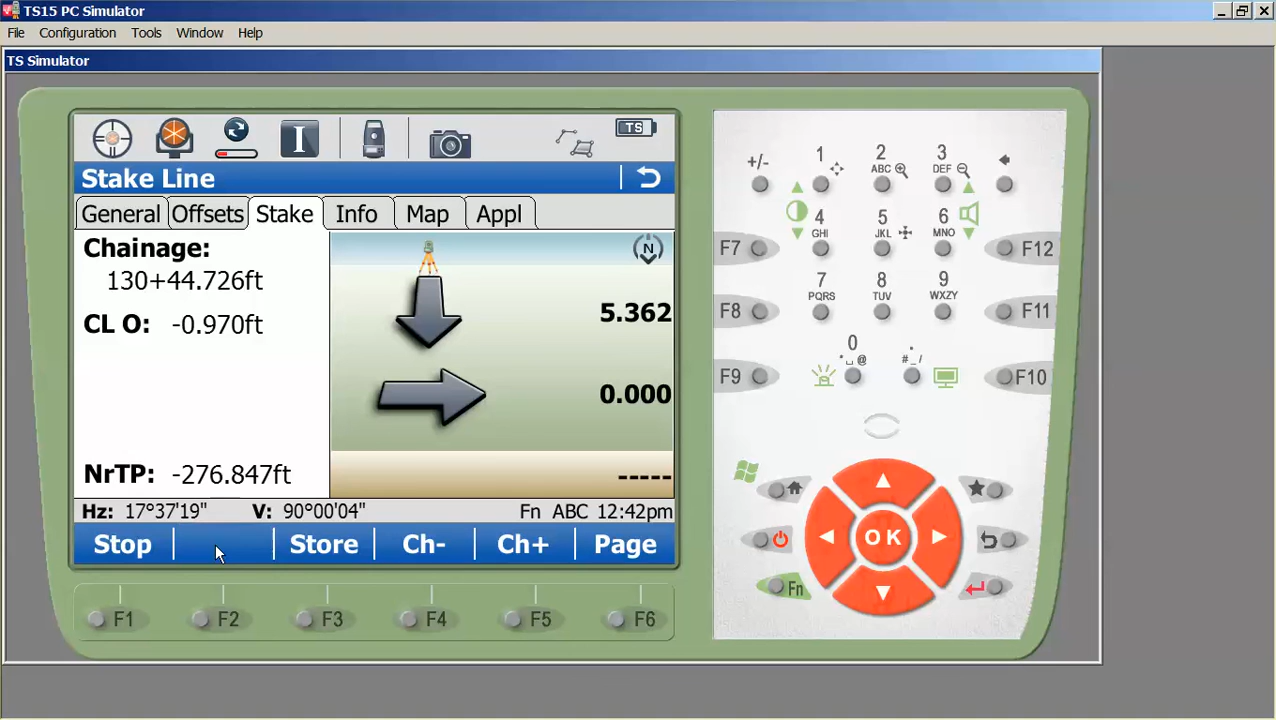 TS15 PC Simulator
File Configuration Tools Window Help
TS Simulator
TS
I
Stake Line
General Offsets Stake Info Map Appl
Chainage:
130+44.726ft
CL O: -0.970ft
N
5.362
0.000
NrTP: -276.847ft
-----
Hz: 17°37'19" V: 90°00'04" Fn ABC 12:42pm
Stop Store Ch- Ch+ Page
F1 F2 F3 F4 F5 F6
+/- 1 2 ABC 3 DEF
4 GHI 5 JKL 6 MNO
F7 F12
7 PQRS 8 TUV 9 WXZY
F8 F11
0 @ . #_/
F9 F10
OK
Fn